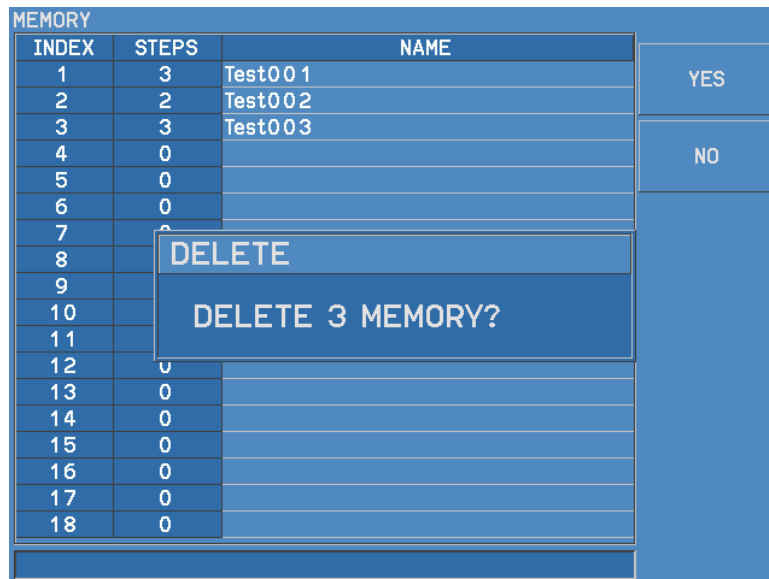 MEMORY
INDEX STEPS NAME
1 3 Test001
2 2 Test002
3 3 Test003
4 0
5 0
6 0
7
8
9
10
11
12 0
13 0
14 0
15 0
16 0
17 0
18 0
DELETE
DELETE 3 MEMORY?
YES
NO